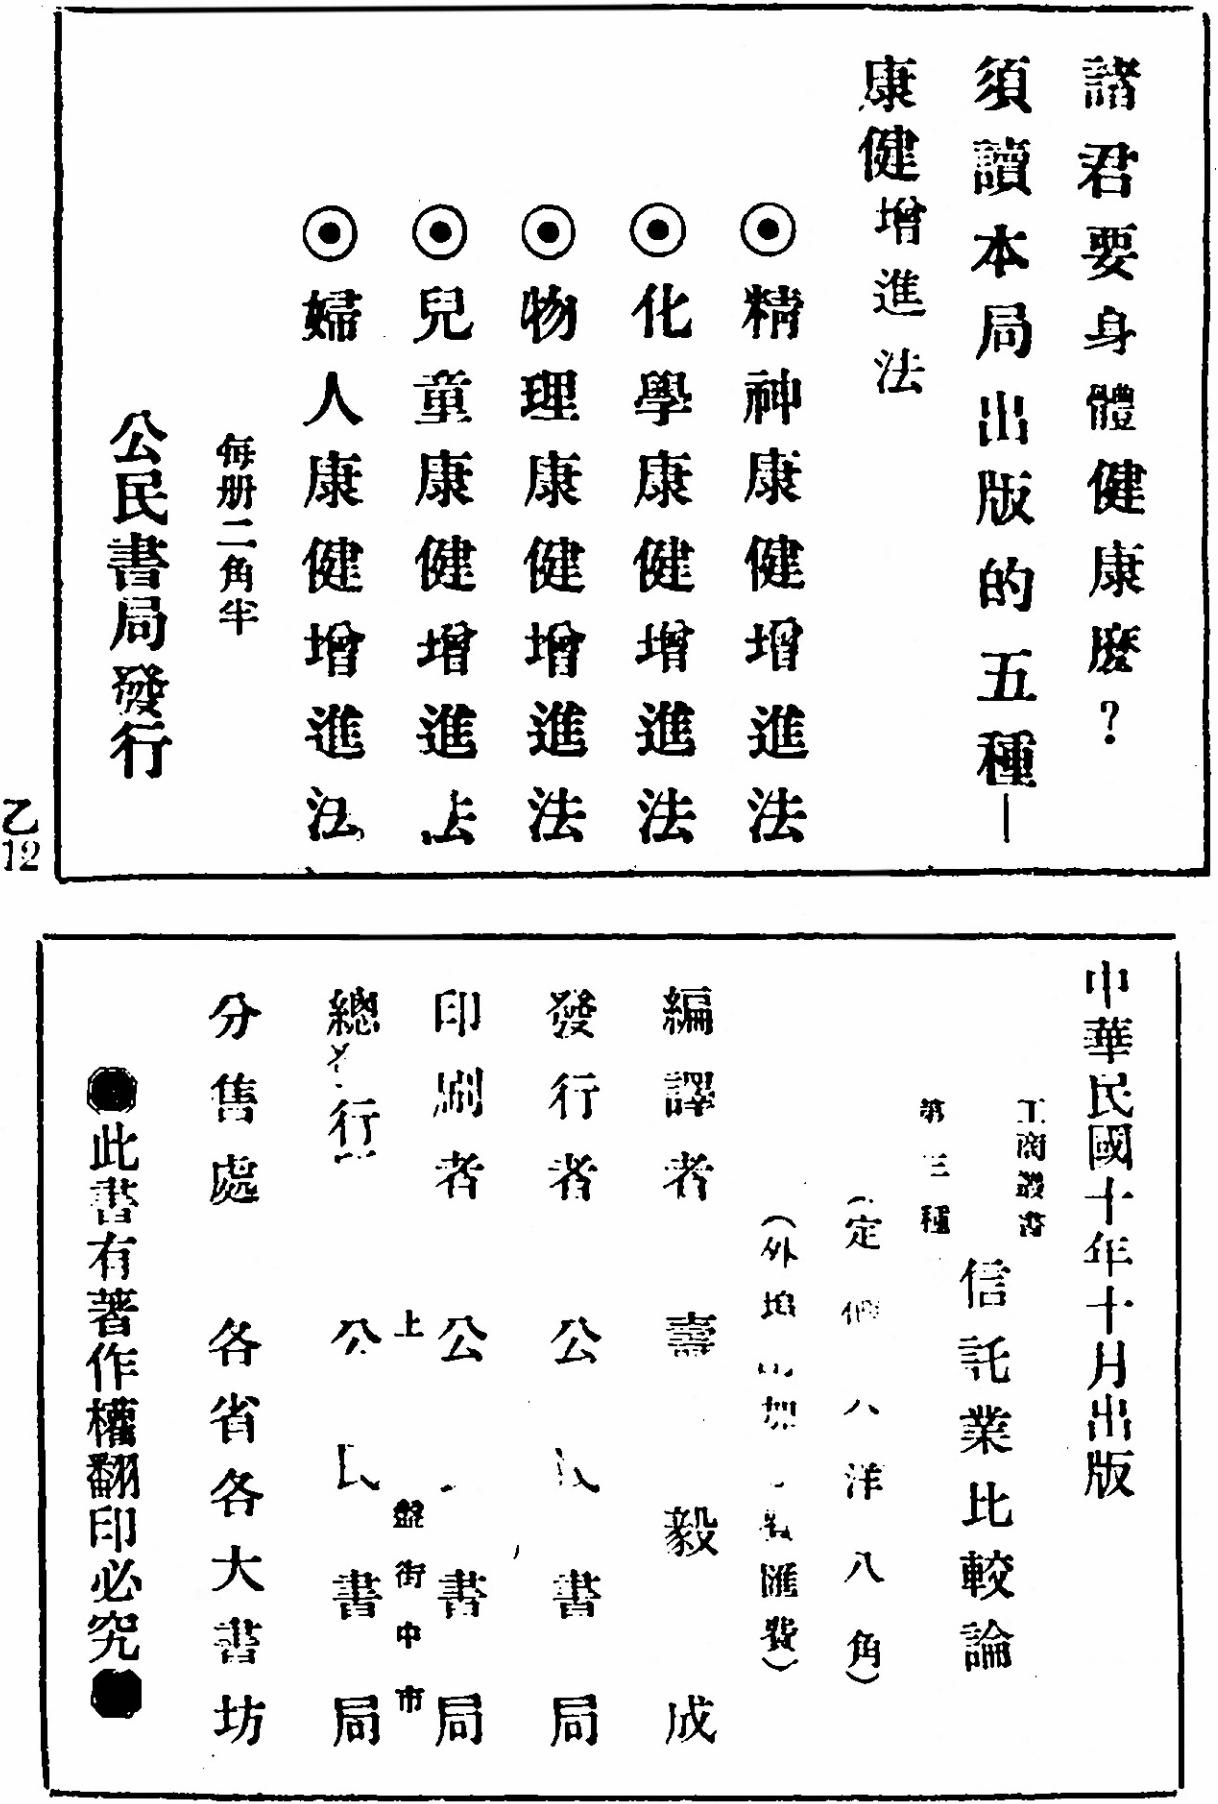 諸君要身體健康麼?
須讀本局出版的五種—
康健增進法
◉精神康健增進法
◉化學康健增進法
◉物理康健增進法
◉兒童康健增進法
◉婦人康健增進法
每册二角半
公民書局發行
乙12
中華民國十年十月出版
工商叢書
信託業比較論
第三種
(定價 大洋八角)
(外埠 加 匯費)
編譯者 壽毅成
發行者 公民書局
印刷者 公 書局
上 盤街中市
總 行 公民書局
分售處 各省各大書坊
●此書有著作權翻印必究●